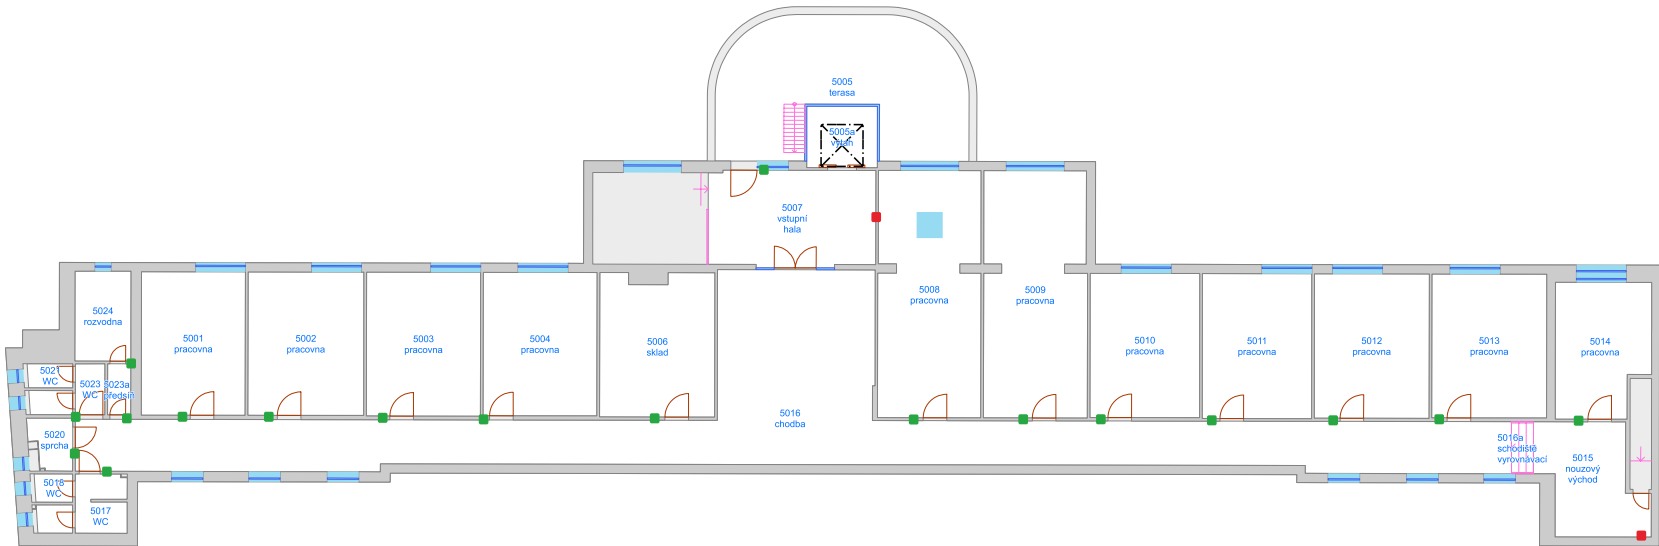 5005
terasa
5005a
výtah
5007
vstupní
hala
5008
pracovna
5009
pracovna
5024
rozvodna
5001
pracovna
5002
pracovna
5003
pracovna
5004
pracovna
5006
sklad
5010
pracovna
5011
pracovna
5012
pracovna
5013
pracovna
5014
pracovna
5021
WC
5023
WC
5023a
předsíň
5016
chodba
5020
sprcha
5016a
schodiště
vyrovnávací
5015
nouzový
východ
5018
WC
5017
WC